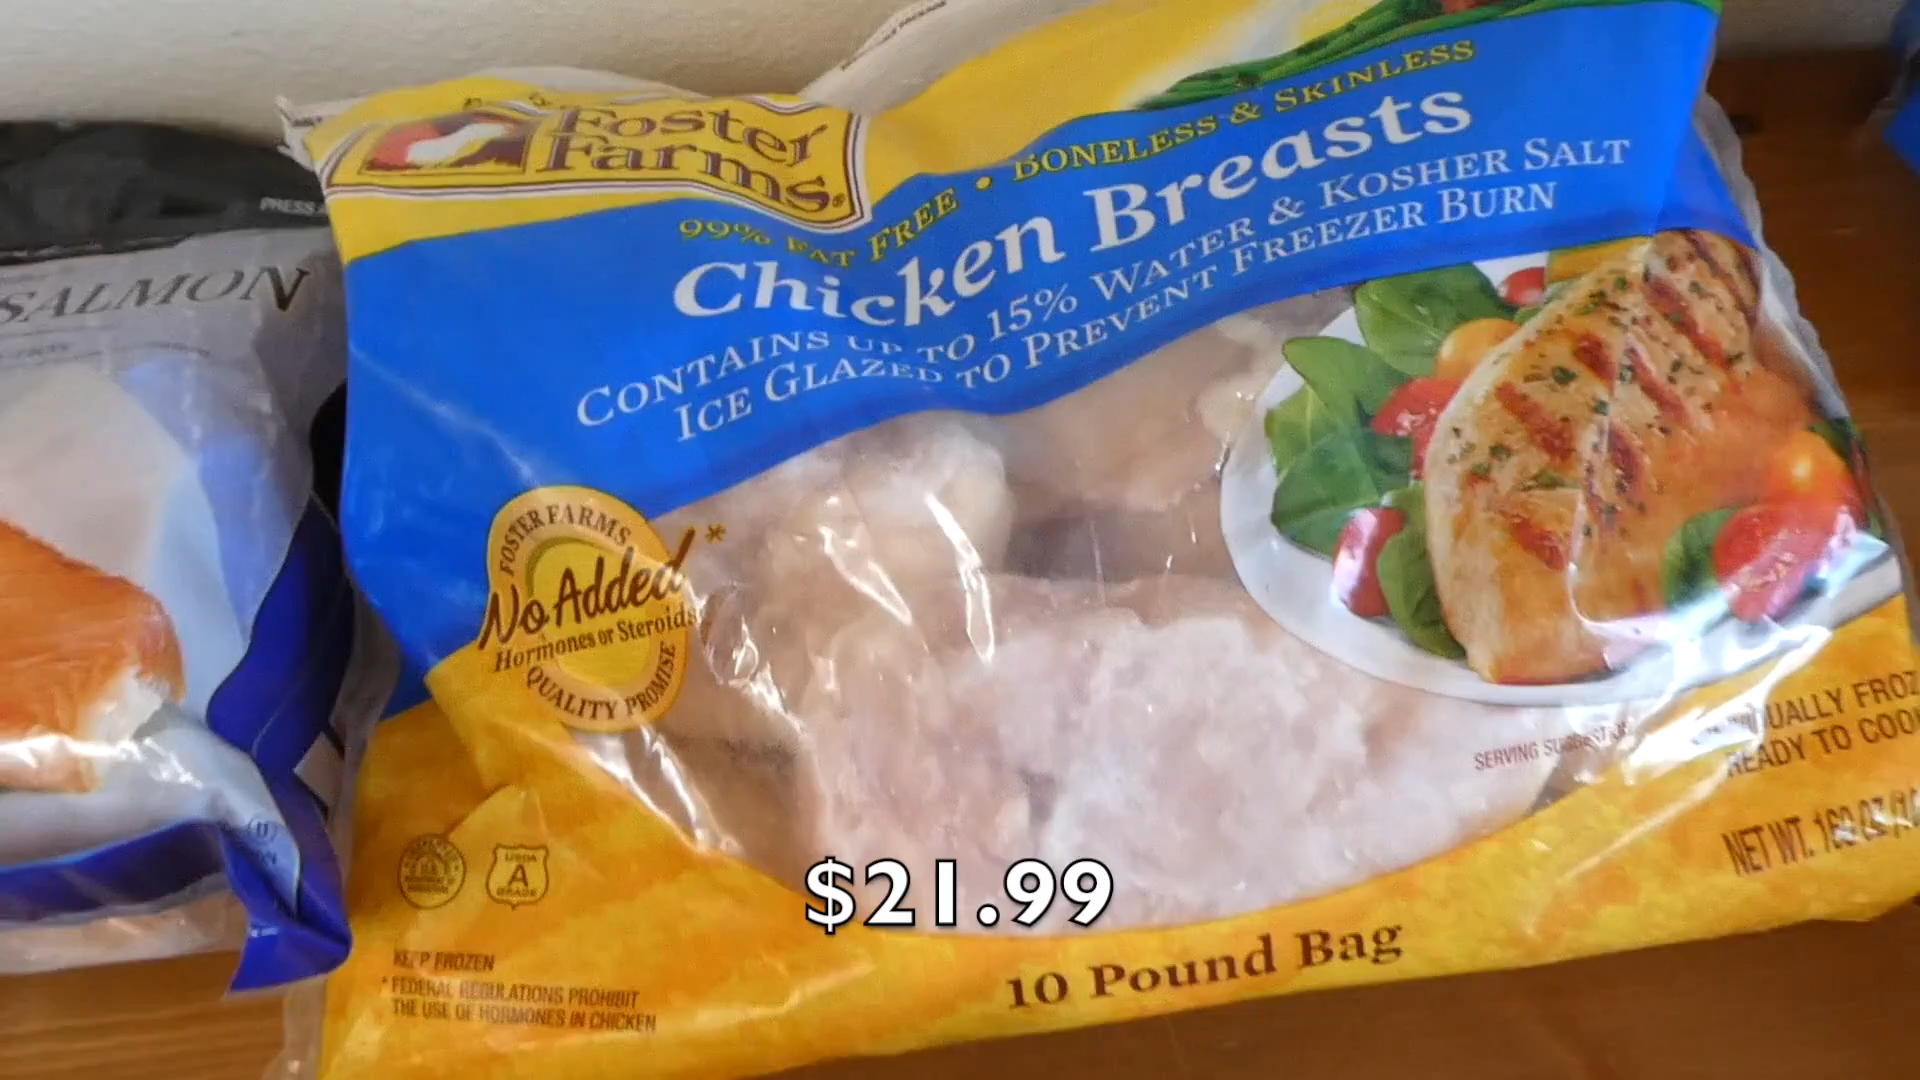 Foster
Farms®
99% FAT FREE • BONELESS & SKINLESS
Chicken Breasts
CONTAINS UP TO 15% WATER & KOSHER SALT
ICE GLAZED TO PREVENT FREEZER BURN
PRESS
SALMON
FOSTER FARMS
No Added*
Hormones or Steroids
QUALITY PROMISE
SERVING SUGGESTION
READY TO
NET WT.
USDA
A
GRADE
$21.99
10 Pound Bag
KEEP FROZEN
* FEDERAL REGULATIONS PROHIBIT
THE USE OF HORMONES IN CHICKEN